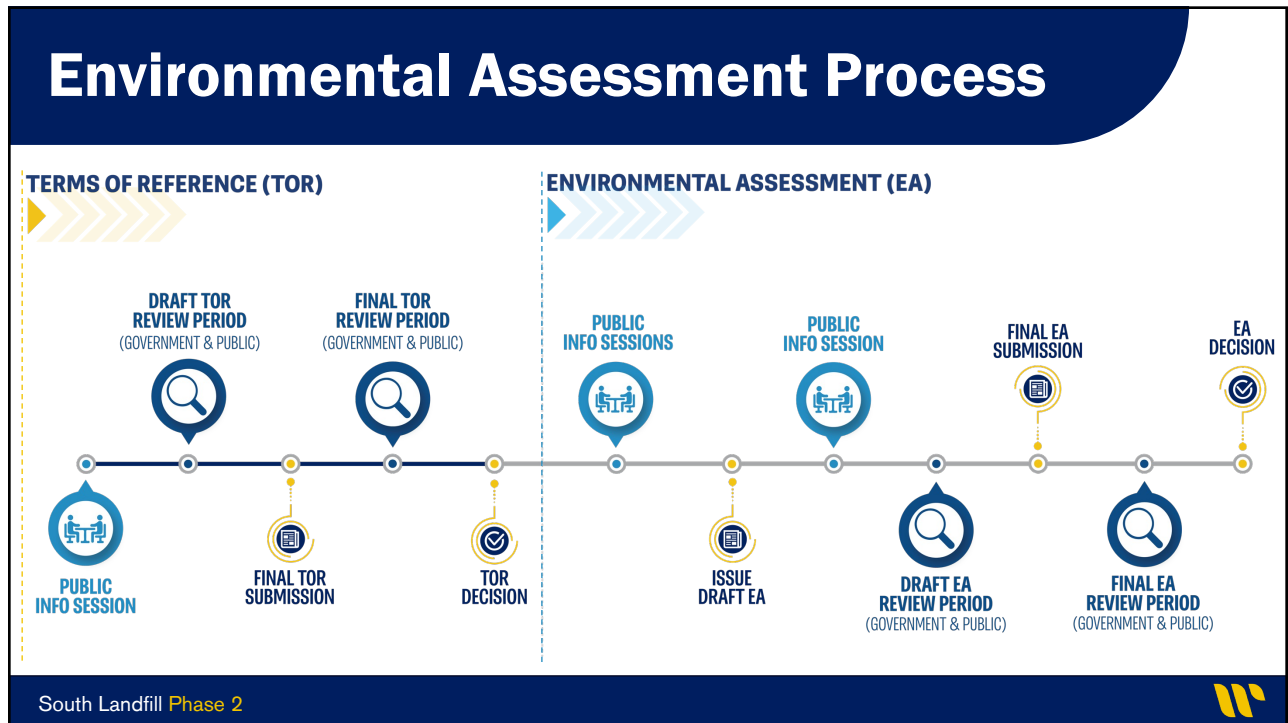 Environmental Assessment Process
TERMS OF REFERENCE (TOR)
ENVIRONMENTAL ASSESSMENT (EA)
PUBLIC
INFO SESSION
DRAFT TOR
REVIEW PERIOD
(GOVERNMENT & PUBLIC)
FINAL TOR
SUBMISSION
FINAL TOR
REVIEW PERIOD
(GOVERNMENT & PUBLIC)
TOR
DECISION
PUBLIC
INFO SESSIONS
ISSUE
DRAFT EA
PUBLIC
INFO SESSION
DRAFT EA
REVIEW PERIOD
(GOVERNMENT & PUBLIC)
FINAL EA
SUBMISSION
FINAL EA
REVIEW PERIOD
(GOVERNMENT & PUBLIC)
EA
DECISION
South Landfill Phase 2